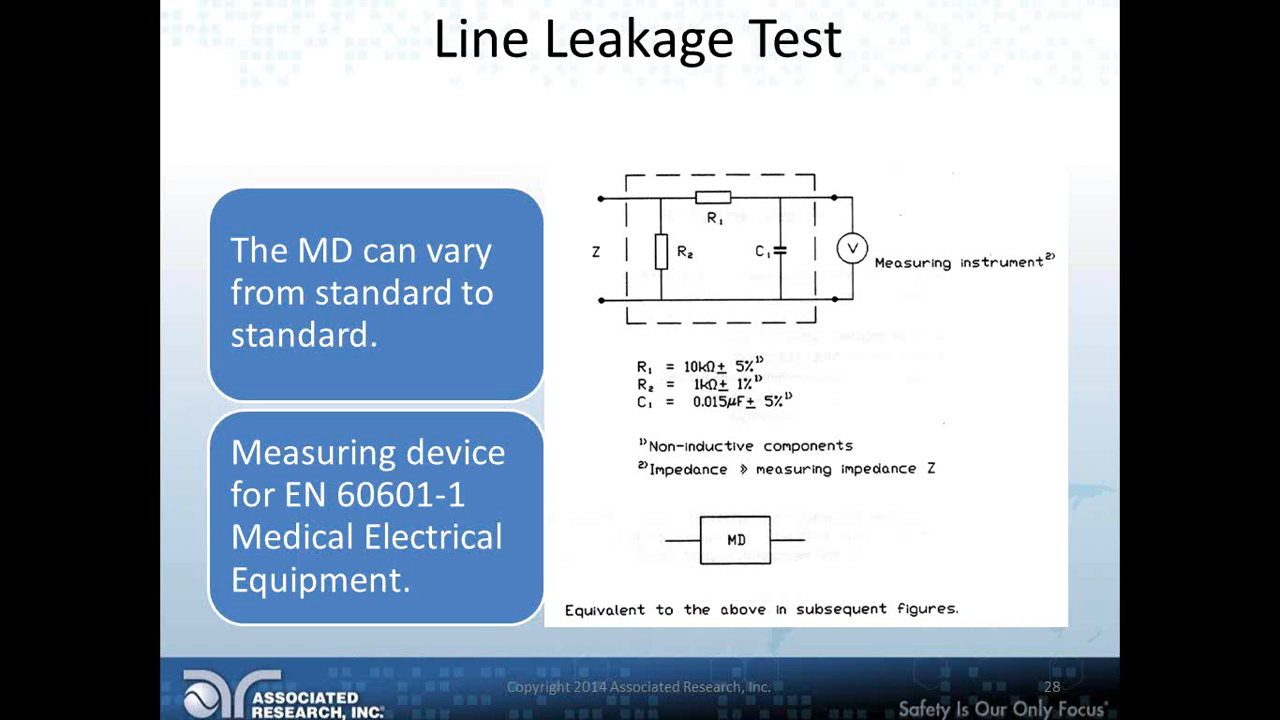 Line Leakage Test
The MD can vary
from standard to
standard.
Measuring device
for EN 60601-1
Medical Electrical
Equipment.
R₁
Z
R₂
C₁
V
Measuring instrument²⁾
R₁ = 10kΩ ± 5%¹⁾
R₂ = 1kΩ ± 1%¹⁾
C₁ = 0.015µF ± 5%¹⁾
¹⁾Non-inductive components
²⁾Impedance » measuring impedance Z
MD
Equivalent to the above in subsequent figures.
ASSOCIATED
RESEARCH, INC.
Copyright 2014 Associated Research, Inc.
28
Safety Is Our Only Focus®